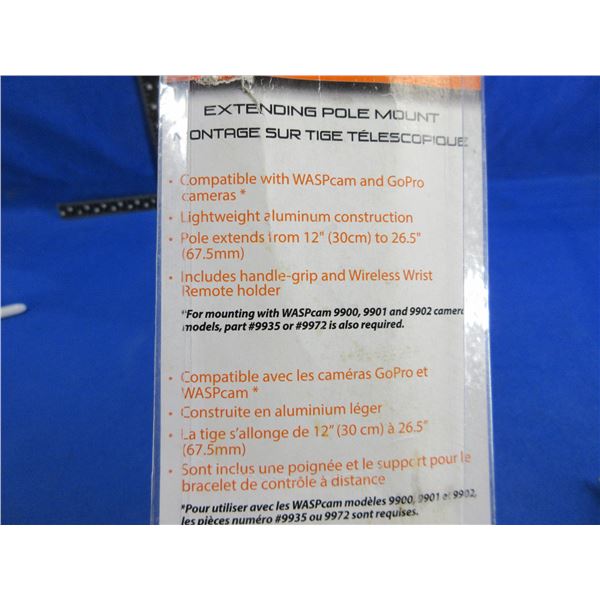 EXTENDING POLE MOUNT
MONTAGE SUR TIGE TÉLESCOPIQUE
• Compatible with WASPcam and GoPro
cameras *
• Lightweight aluminum construction
• Pole extends from 12" (30cm) to 26.5"
(67.5mm)
• Includes handle-grip and Wireless Wrist
Remote holder
*For mounting with WASPcam 9900, 9901 and 9902 camera
models, part #9935 or #9972 is also required.
• Compatible avec les caméras GoPro et
WASPcam *
• Construite en aluminium léger
• La tige s'allonge de 12" (30 cm) à 26.5"
(67.5mm)
• Sont inclus une poignée et le support pour le
bracelet de contrôle à distance
*Pour utiliser avec les WASPcam modèles 9900, 9901 et 9902,
les pièces numéro #9935 ou 9972 sont requises.